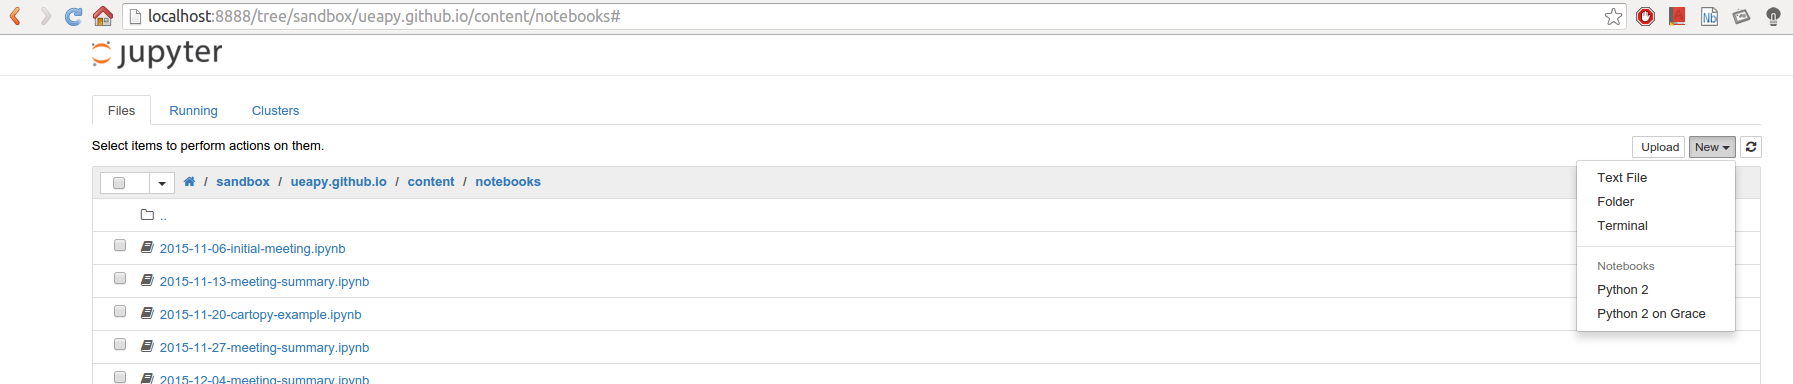 localhost:8888/tree/sandbox/ueapy.github.io/content/notebooks#
Nb
jupyter
Files Running Clusters
Select items to perform actions on them.
Upload New
/ sandbox / ueapy.github.io / content / notebooks
Text File
Folder
Terminal
Notebooks
Python 2
Python 2 on Grace
..
2015-11-06-initial-meeting.ipynb
2015-11-13-meeting-summary.ipynb
2015-11-20-cartopy-example.ipynb
2015-11-27-meeting-summary.ipynb
2015-12-04-meeting-summary.ipynb